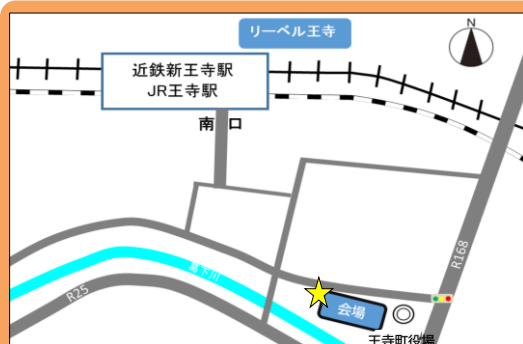 リーベル王寺
N
近鉄新王寺駅
JR王寺駅
南口
R168
葛下川
R25
会場
王寺町役場